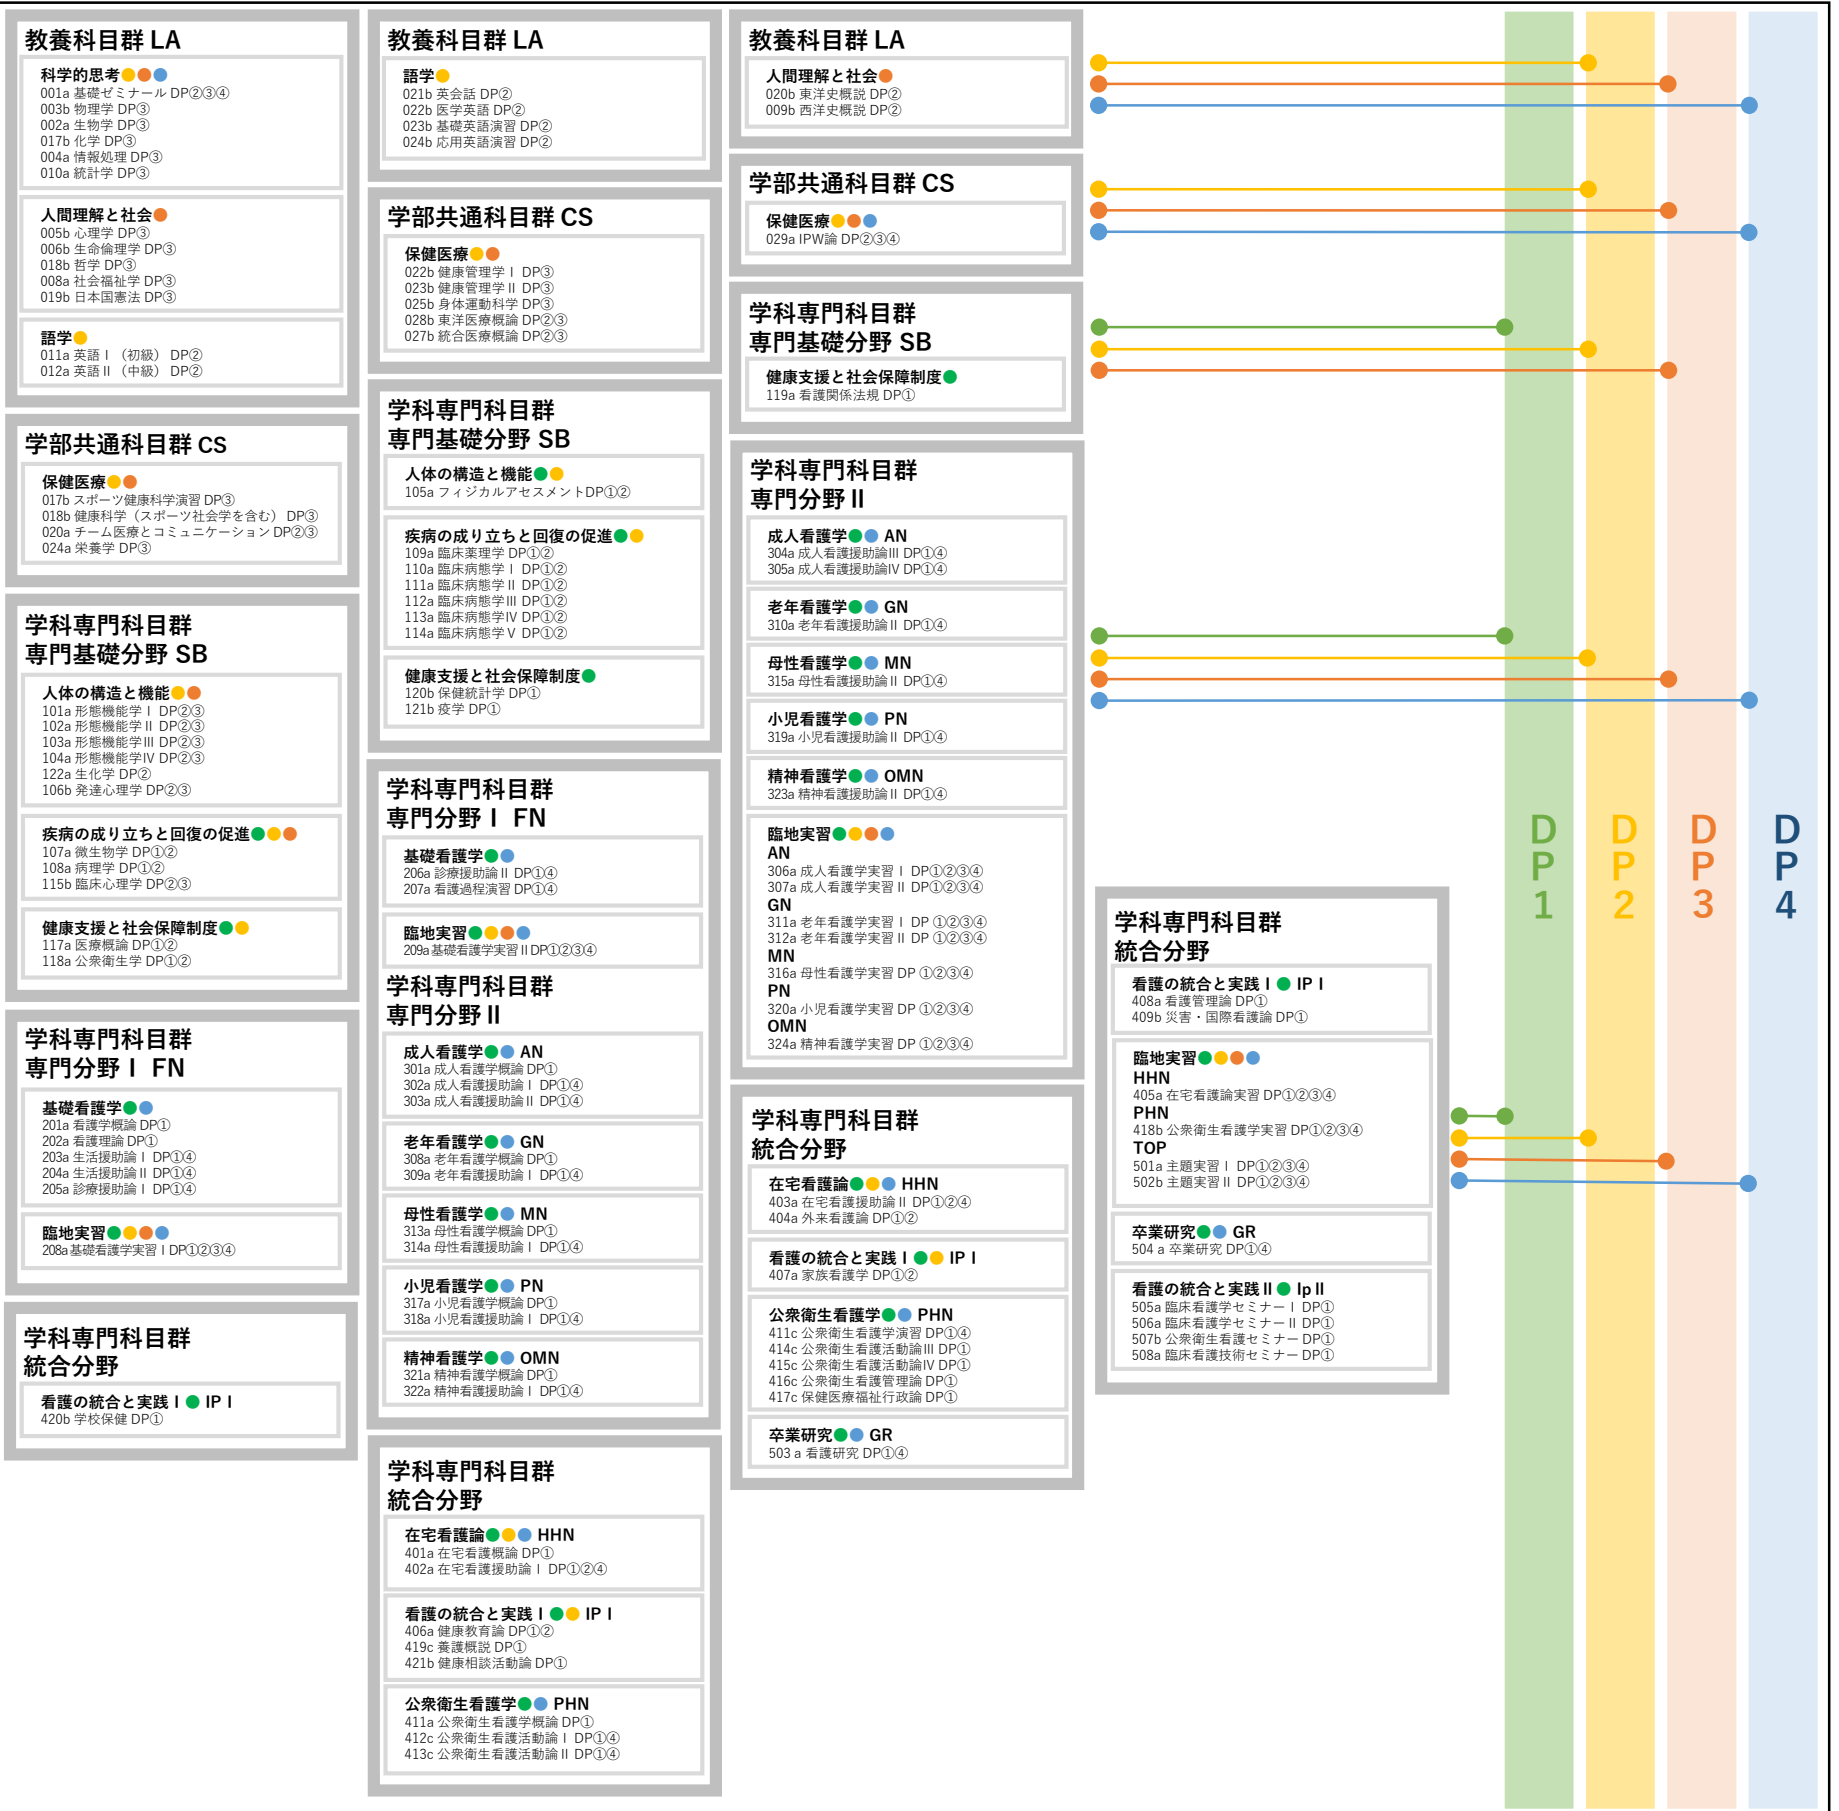 教養科目群 LA
科学的思考
001a 基礎ゼミナール DP②③④
003b 物理学 DP③
002a 生物学 DP③
017b 化学 DP③
004a 情報処理 DP③
010a 統計学 DP③
人間理解と社会
005b 心理学 DP③
006b 生命倫理学 DP③
018b 哲学 DP③
008a 社会福祉学 DP③
019b 日本国憲法 DP③
語学
011a 英語Ⅰ（初級） DP②
012a 英語Ⅱ（中級） DP②
学部共通科目群 CS
保健医療
017b スポーツ健康科学演習 DP③
018b 健康科学（スポーツ社会学を含む） DP③
020a チーム医療とコミュニケーション DP②③
024a 栄養学 DP③
学科専門科目群
専門基礎分野 SB
人体の構造と機能
101a 形態機能学Ⅰ DP②③
102a 形態機能学Ⅱ DP②③
103a 形態機能学Ⅲ DP②③
104a 形態機能学Ⅳ DP②③
122a 生化学 DP②
106b 発達心理学 DP②③
疾病の成り立ちと回復の促進
107a 微生物学 DP①②
108a 病理学 DP①②
115b 臨床心理学 DP②③
健康支援と社会保障制度
117a 医療概論 DP①②
118a 公衆衛生学 DP①②
学科専門科目群
専門分野Ⅰ FN
基礎看護学
201a 看護学概論 DP①
202a 看護理論 DP①
203a 生活援助論Ⅰ DP①④
204a 生活援助論Ⅱ DP①④
205a 診療援助論Ⅰ DP①④
臨地実習
208a 基礎看護学実習Ⅰ DP①②③④
学科専門科目群
統合分野
看護の統合と実践Ⅰ IPⅠ
420b 学校保健 DP①
教養科目群 LA
語学
021b 英会話 DP②
022b 医学英語 DP②
023b 基礎英語演習 DP②
024b 応用英語演習 DP②
学部共通科目群 CS
保健医療
022b 健康管理学Ⅰ DP③
023b 健康管理学Ⅱ DP③
025b 身体運動科学 DP③
028b 東洋医療概論 DP②③
027b 統合医療概論 DP②③
学科専門科目群
専門基礎分野 SB
人体の構造と機能
105a フィジカルアセスメントDP①②
疾病の成り立ちと回復の促進
109a 臨床薬理学 DP①②
110a 臨床病態学Ⅰ DP①②
111a 臨床病態学Ⅱ DP①②
112a 臨床病態学Ⅲ DP①②
113a 臨床病態学Ⅳ DP①②
114a 臨床病態学Ⅴ DP①②
健康支援と社会保障制度
120b 保健統計学 DP①
121b 疫学 DP①
学科専門科目群
専門分野Ⅰ FN
基礎看護学
206a 診療援助論Ⅱ DP①④
207a 看護過程演習 DP①④
臨地実習
209a 基礎看護学実習Ⅱ DP①②③④
学科専門科目群
専門分野Ⅱ
成人看護学 AN
301a 成人看護学概論 DP①
302a 成人看護援助論Ⅰ DP①④
303a 成人看護援助論Ⅱ DP①④
老年看護学 GN
308a 老年看護学概論 DP①
309a 老年看護援助論Ⅰ DP①④
母性看護学 MN
313a 母性看護学概論 DP①
314a 母性看護援助論Ⅰ DP①④
小児看護学 PN
317a 小児看護学概論 DP①
318a 小児看護援助論Ⅰ DP①④
精神看護学 OMN
321a 精神看護学概論 DP①
322a 精神看護援助論Ⅰ DP①④
学科専門科目群
統合分野
在宅看護論 HHN
401a 在宅看護概論 DP①
402a 在宅看護援助論Ⅰ DP①②④
看護の統合と実践Ⅰ IPⅠ
406a 健康教育論 DP①②
419c 養護概説 DP①
421b 健康相談活動論 DP①
公衆衛生看護学 PHN
411a 公衆衛生看護学概論 DP①
412c 公衆衛生看護活動論Ⅰ DP①④
413c 公衆衛生看護活動論Ⅱ DP①④
教養科目群 LA
人間理解と社会
020b 東洋史概説 DP②
009b 西洋史概説 DP②
学部共通科目群 CS
保健医療
029a IPW論 DP②③④
学科専門科目群
専門基礎分野 SB
健康支援と社会保障制度
119a 看護関係法規 DP①
学科専門科目群
専門分野Ⅱ
成人看護学 AN
304a 成人看護援助論Ⅲ DP①④
305a 成人看護援助論Ⅳ DP①④
老年看護学 GN
310a 老年看護援助論Ⅱ DP①④
母性看護学 MN
315a 母性看護援助論Ⅱ DP①④
小児看護学 PN
319a 小児看護援助論Ⅱ DP①④
精神看護学 OMN
323a 精神看護援助論Ⅱ DP①④
臨地実習
AN
306a 成人看護学実習Ⅰ DP①②③④
307a 成人看護学実習Ⅱ DP①②③④
GN
311a 老年看護学実習Ⅰ DP ①②③④
312a 老年看護学実習Ⅱ DP ①②③④
MN
316a 母性看護学実習 DP ①②③④
PN
320a 小児看護学実習 DP ①②③④
OMN
324a 精神看護学実習 DP ①②③④
学科専門科目群
統合分野
在宅看護論 HHN
403a 在宅看護援助論Ⅱ DP①②④
404a 外来看護論 DP①②
看護の統合と実践Ⅰ IPⅠ
407a 家族看護学 DP①②
公衆衛生看護学 PHN
411c 公衆衛生看護学演習 DP①④
414c 公衆衛生看護活動論Ⅲ DP①
415c 公衆衛生看護活動論Ⅳ DP①
416c 公衆衛生看護管理論 DP①
417c 保健医療福祉行政論 DP①
卒業研究 GR
503 a 看護研究 DP①④
学科専門科目群
統合分野
看護の統合と実践Ⅰ IPⅠ
408a 看護管理論 DP①
409b 災害・国際看護論 DP①
臨地実習
HHN
405a 在宅看護論実習 DP①②③④
PHN
418b 公衆衛生看護学実習 DP①②③④
TOP
501a 主題実習Ⅰ DP①②③④
502b 主題実習Ⅱ DP①②③④
卒業研究 GR
504 a 卒業研究 DP①④
看護の統合と実践Ⅱ IpⅡ
505a 臨床看護学セミナーⅠ DP①
506a 臨床看護学セミナーⅡ DP①
507b 公衆衛生看護セミナー DP①
508a 臨床看護技術セミナー DP①
DP1
DP2
DP3
DP4